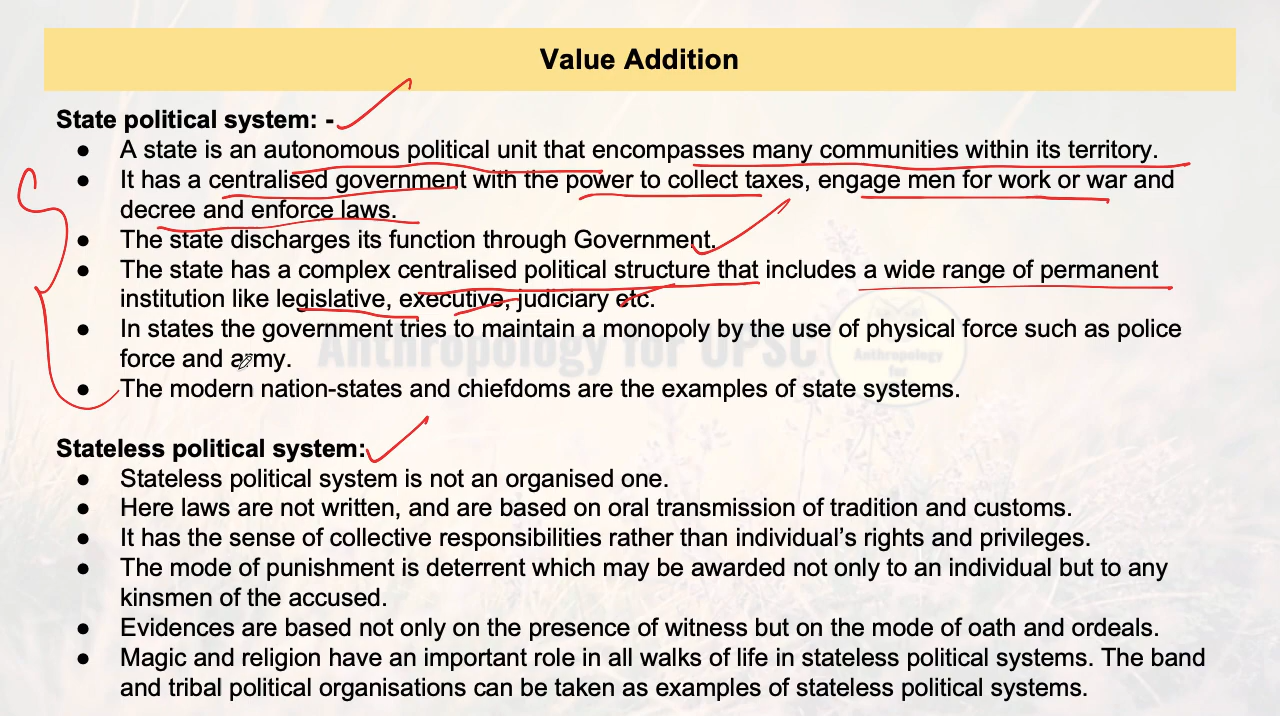 Value Addition
State political system: -
● A state is an autonomous political unit that encompasses many communities within its territory.
● It has a centralised government with the power to collect taxes, engage men for work or war and
decree and enforce laws.
● The state discharges its function through Government.
● The state has a complex centralised political structure that includes a wide range of permanent
institution like legislative, executive, judiciary etc.
● In states the government tries to maintain a monopoly by the use of physical force such as police
force and army.
● The modern nation-states and chiefdoms are the examples of state systems.
Anthropology for UPSC
Anthropology
for
Stateless political system:
● Stateless political system is not an organised one.
● Here laws are not written, and are based on oral transmission of tradition and customs.
● It has the sense of collective responsibilities rather than individual’s rights and privileges.
● The mode of punishment is deterrent which may be awarded not only to an individual but to any
kinsmen of the accused.
● Evidences are based not only on the presence of witness but on the mode of oath and ordeals.
● Magic and religion have an important role in all walks of life in stateless political systems. The band
and tribal political organisations can be taken as examples of stateless political systems.